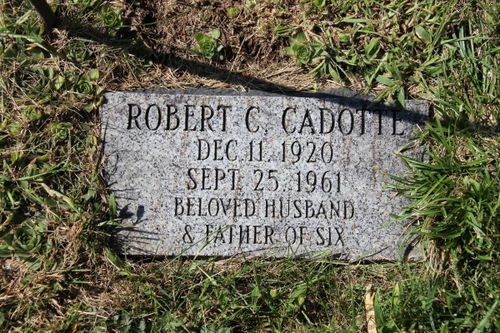 ROBERT C. CADOTTE
DEC. 11. 1920
SEPT. 25. 1961
BELOVED HUSBAND
& FATHER OF SIX